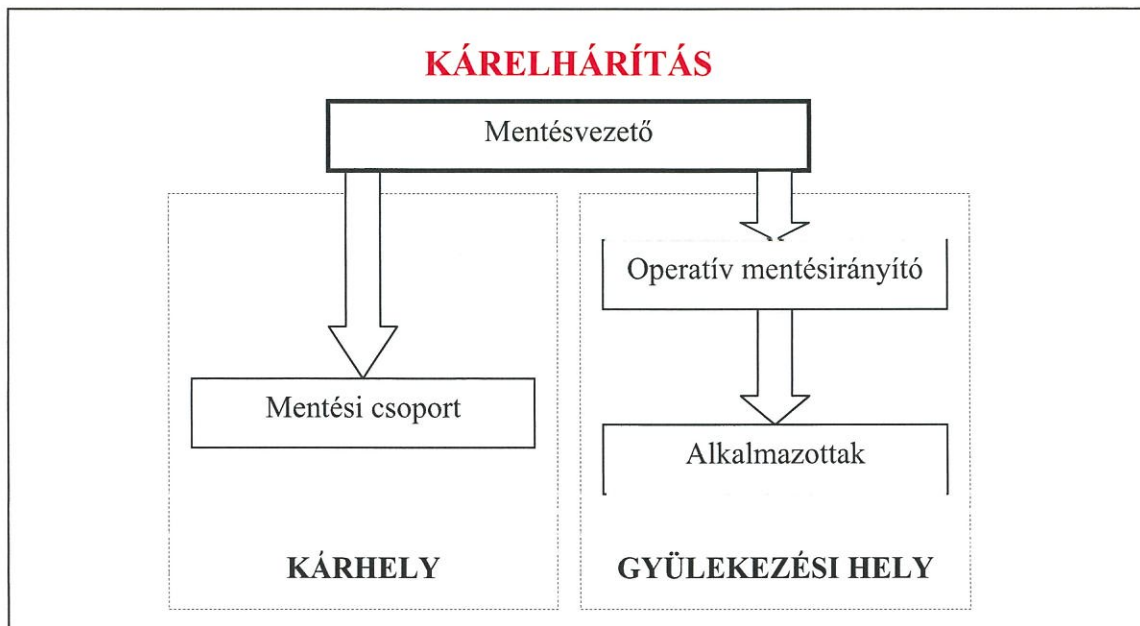 KÁRELHÁRÍTÁS
Mentésvezető
Operatív mentésirányító
Mentési csoport
Alkalmazottak
KÁRHELY
GYÜLEKEZÉSI HELY